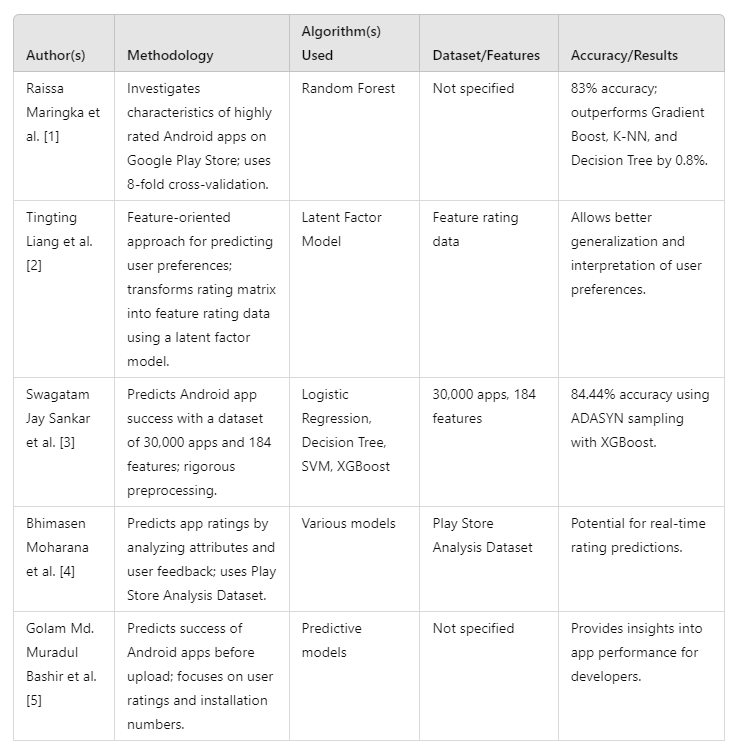 Author(s)
Methodology
Algorithm(s)
Used
Dataset/Features
Accuracy/Results
Raissa
Maringka et
al. [1]
Investigates
characteristics of highly
rated Android apps on
Google Play Store; uses
8-fold cross-validation.
Random Forest
Not specified
83% accuracy;
outperforms Gradient
Boost, K-NN, and
Decision Tree by 0.8%.
Tingting
Liang et al.
[2]
Feature-oriented
approach for predicting
user preferences;
transforms rating matrix
into feature rating data
using a latent factor
model.
Latent Factor
Model
Feature rating
data
Allows better
generalization and
interpretation of user
preferences.
Swagatam
Jay Sankar
et al. [3]
Predicts Android app
success with a dataset
of 30,000 apps and 184
features; rigorous
preprocessing.
Logistic
Regression,
Decision Tree,
SVM, XGBoost
30,000 apps, 184
features
84.44% accuracy using
ADASYN sampling
with XGBoost.
Bhimasen
Moharana
et al. [4]
Predicts app ratings by
analyzing attributes and
user feedback; uses Play
Store Analysis Dataset.
Various models
Play Store
Analysis Dataset
Potential for real-time
rating predictions.
Golam Md.
Muradul
Bashir et al.
[5]
Predicts success of
Android apps before
upload; focuses on user
ratings and installation
numbers.
Predictive
models
Not specified
Provides insights into
app performance for
developers.